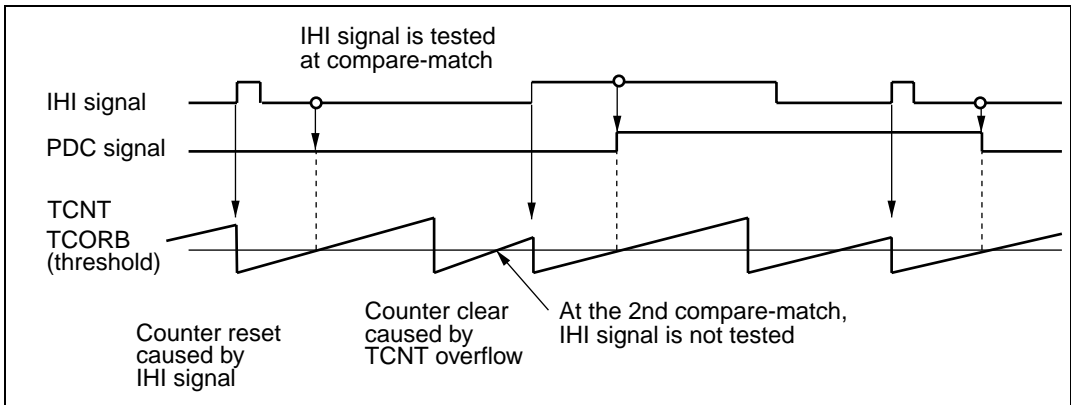 IHI signal is tested
at compare-match
IHI signal
PDC signal
TCNT
TCORB
(threshold)
Counter reset
caused by
IHI signal
Counter clear
caused by
TCNT overflow
At the 2nd compare-match,
IHI signal is not tested